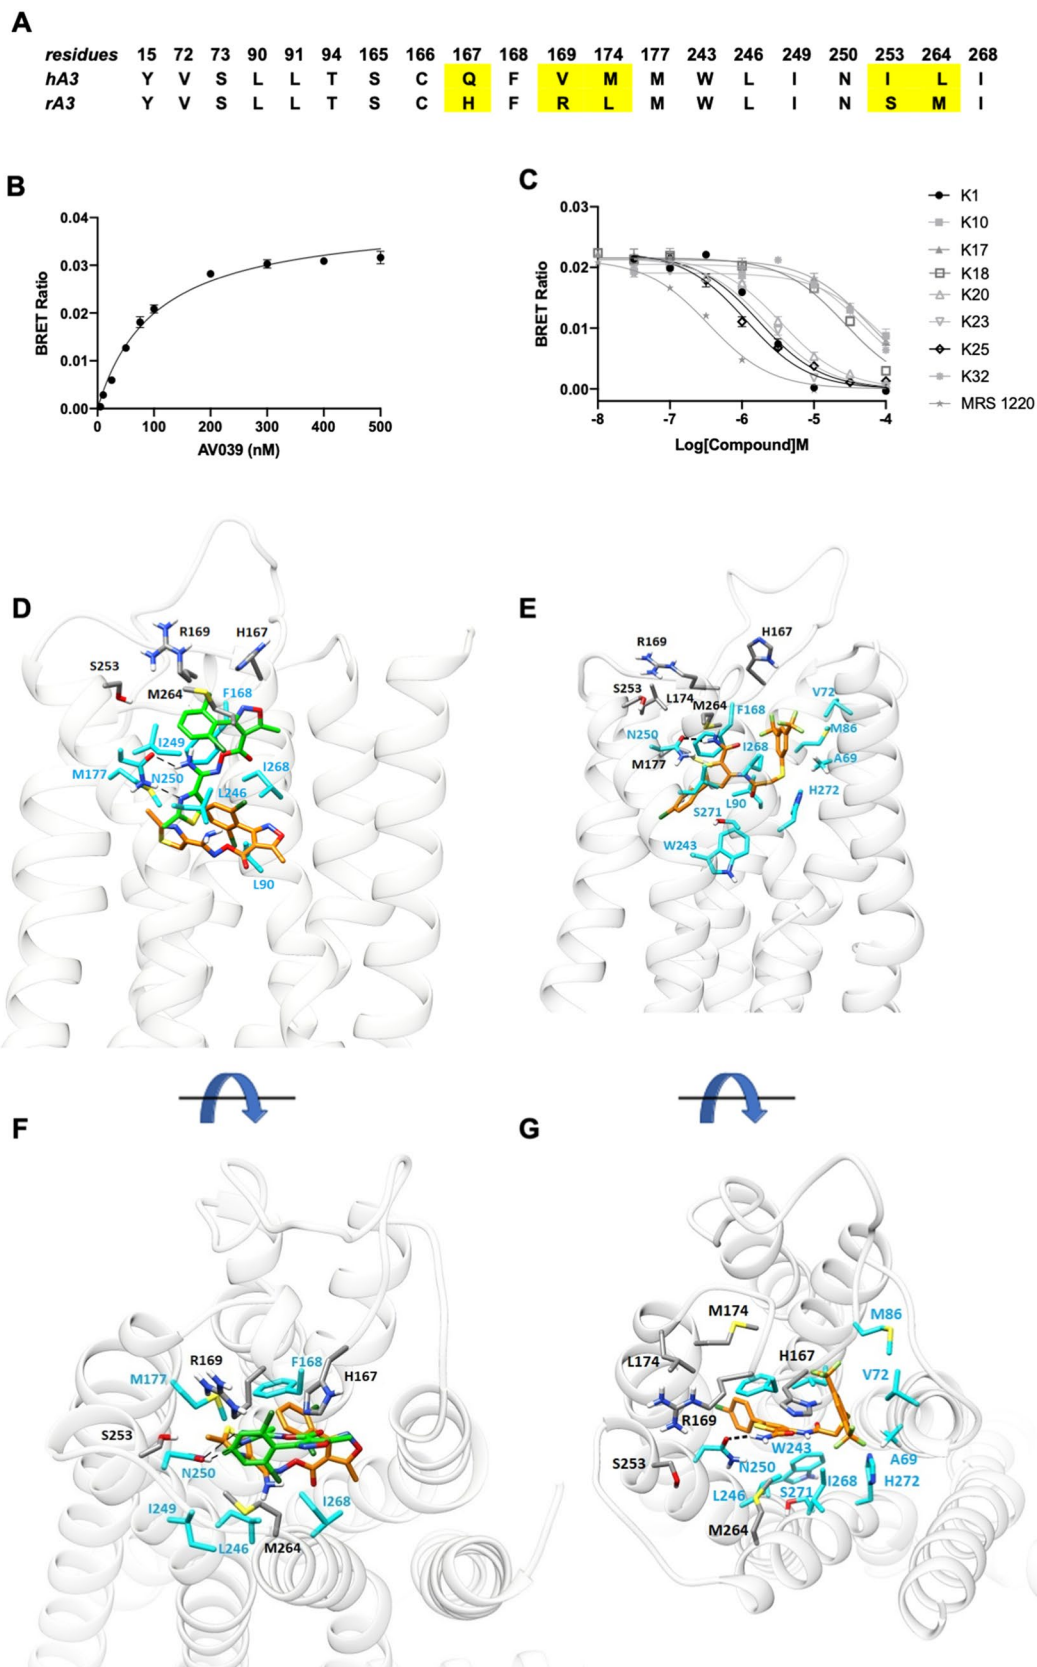 A
residues 15 72 73 90 91 94 165 166 167 168 169 174 177 243 246 249 250 253 264 268
hA3 Y V S L L T S C Q F V M M W L I N I L I
rA3 Y V S L L T S C H F R L M W L I N S M I
B
0.04
0.03
0.02
0.01
0.00
BRET Ratio
0 100 200 300 400 500
AV039 (nM)
C
0.03
0.02
0.01
0.00
BRET Ratio
-8 -7 -6 -5 -4
Log[Compound]M
K1
K10
K17
K18
K20
K23
K25
K32
MRS 1220
D
R169
H167
S253
M264
F168
I249
M177
N250
I268
L246
L90
E
H167
R169
S253
L174
M264
V72
F168
N250
M86
M177
I268
A69
H272
S271
L90
W243
F
R169
F168
M177
H167
S253
N250
I249
I268
L246
M264
G
M174
M86
L174
H167
V72
R169
W243
A69
S253
N250
I268
H272
L246
S271
M264